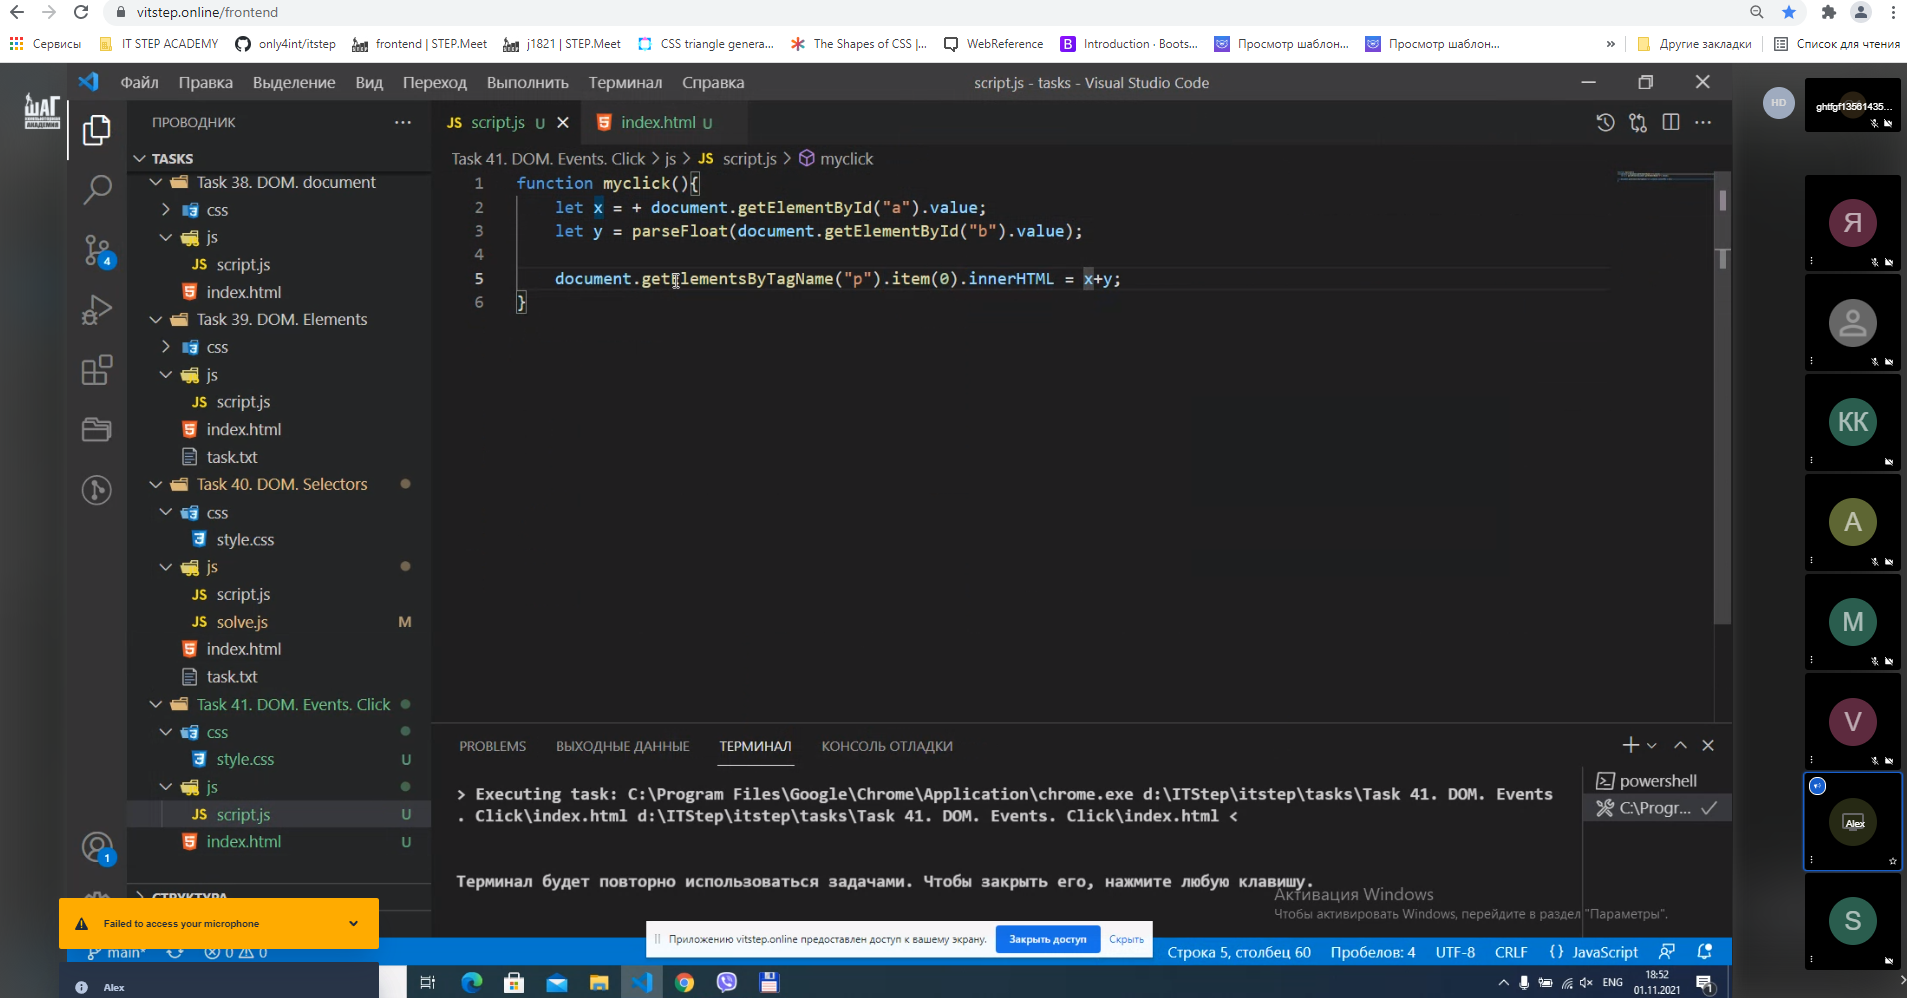 vitstep.online/frontend
Сервисы IT STEP ACADEMY only4int/itstep frontend | STEP.Meet j1821 | STEP.Meet CSS triangle genera... The Shapes of CSS |... WebReference Introduction · Boots... Просмотр шаблон... Просмотр шаблон... » Другие закладки Список для чтения
Файл Правка Выделение Вид Переход Выполнить Терминал Справка script.js - tasks - Visual Studio Code
ШАГ
ПРОВОДНИК
JS script.js U index.html U
HD
ghtfgf13561435...
TASKS
Task 41. DOM. Events. Click > js > JS script.js > myclick
Task 38. DOM. document
css
js
JS script.js
index.html
Task 39. DOM. Elements
css
js
JS script.js
index.html
task.txt
Task 40. DOM. Selectors
css
style.css
js
JS script.js
JS solve.js M
index.html
task.txt
Task 41. DOM. Events. Click
css
style.css U
js
JS script.js U
index.html U
СТРУКТУРА
4
1
1 function myclick(){
2 let x = + document.getElementById("a").value;
3 let y = parseFloat(document.getElementById("b").value);
4
5 document.getElementsByTagName("p").item(0).innerHTML = x+y;
6 }
PROBLEMS ВЫХОДНЫЕ ДАННЫЕ ТЕРМИНАЛ КОНСОЛЬ ОТЛАДКИ
> Executing task: C:\Program Files\Google\Chrome\Application\chrome.exe d:\ITStep\itstep\tasks\Task 41. DOM. Events
. Click\index.html d:\ITStep\itstep\tasks\Task 41. DOM. Events. Click\index.html <
Терминал будет повторно использоваться задачами. Чтобы закрыть его, нажмите любую клавишу.
powershell
C:\Progr...
Активация Windows
Чтобы активировать Windows, перейдите в раздел "Параметры".
Я
KK
A
M
V
Alex
S
Failed to access your microphone
Приложению vitstep.online предоставлен доступ к вашему экрану. Закрыть доступ Скрыть
main* 0 0
Строка 5, столбец 60 Пробелов: 4 UTF-8 CRLF {} JavaScript
Alex
ENG
18:52
01.11.2021
1